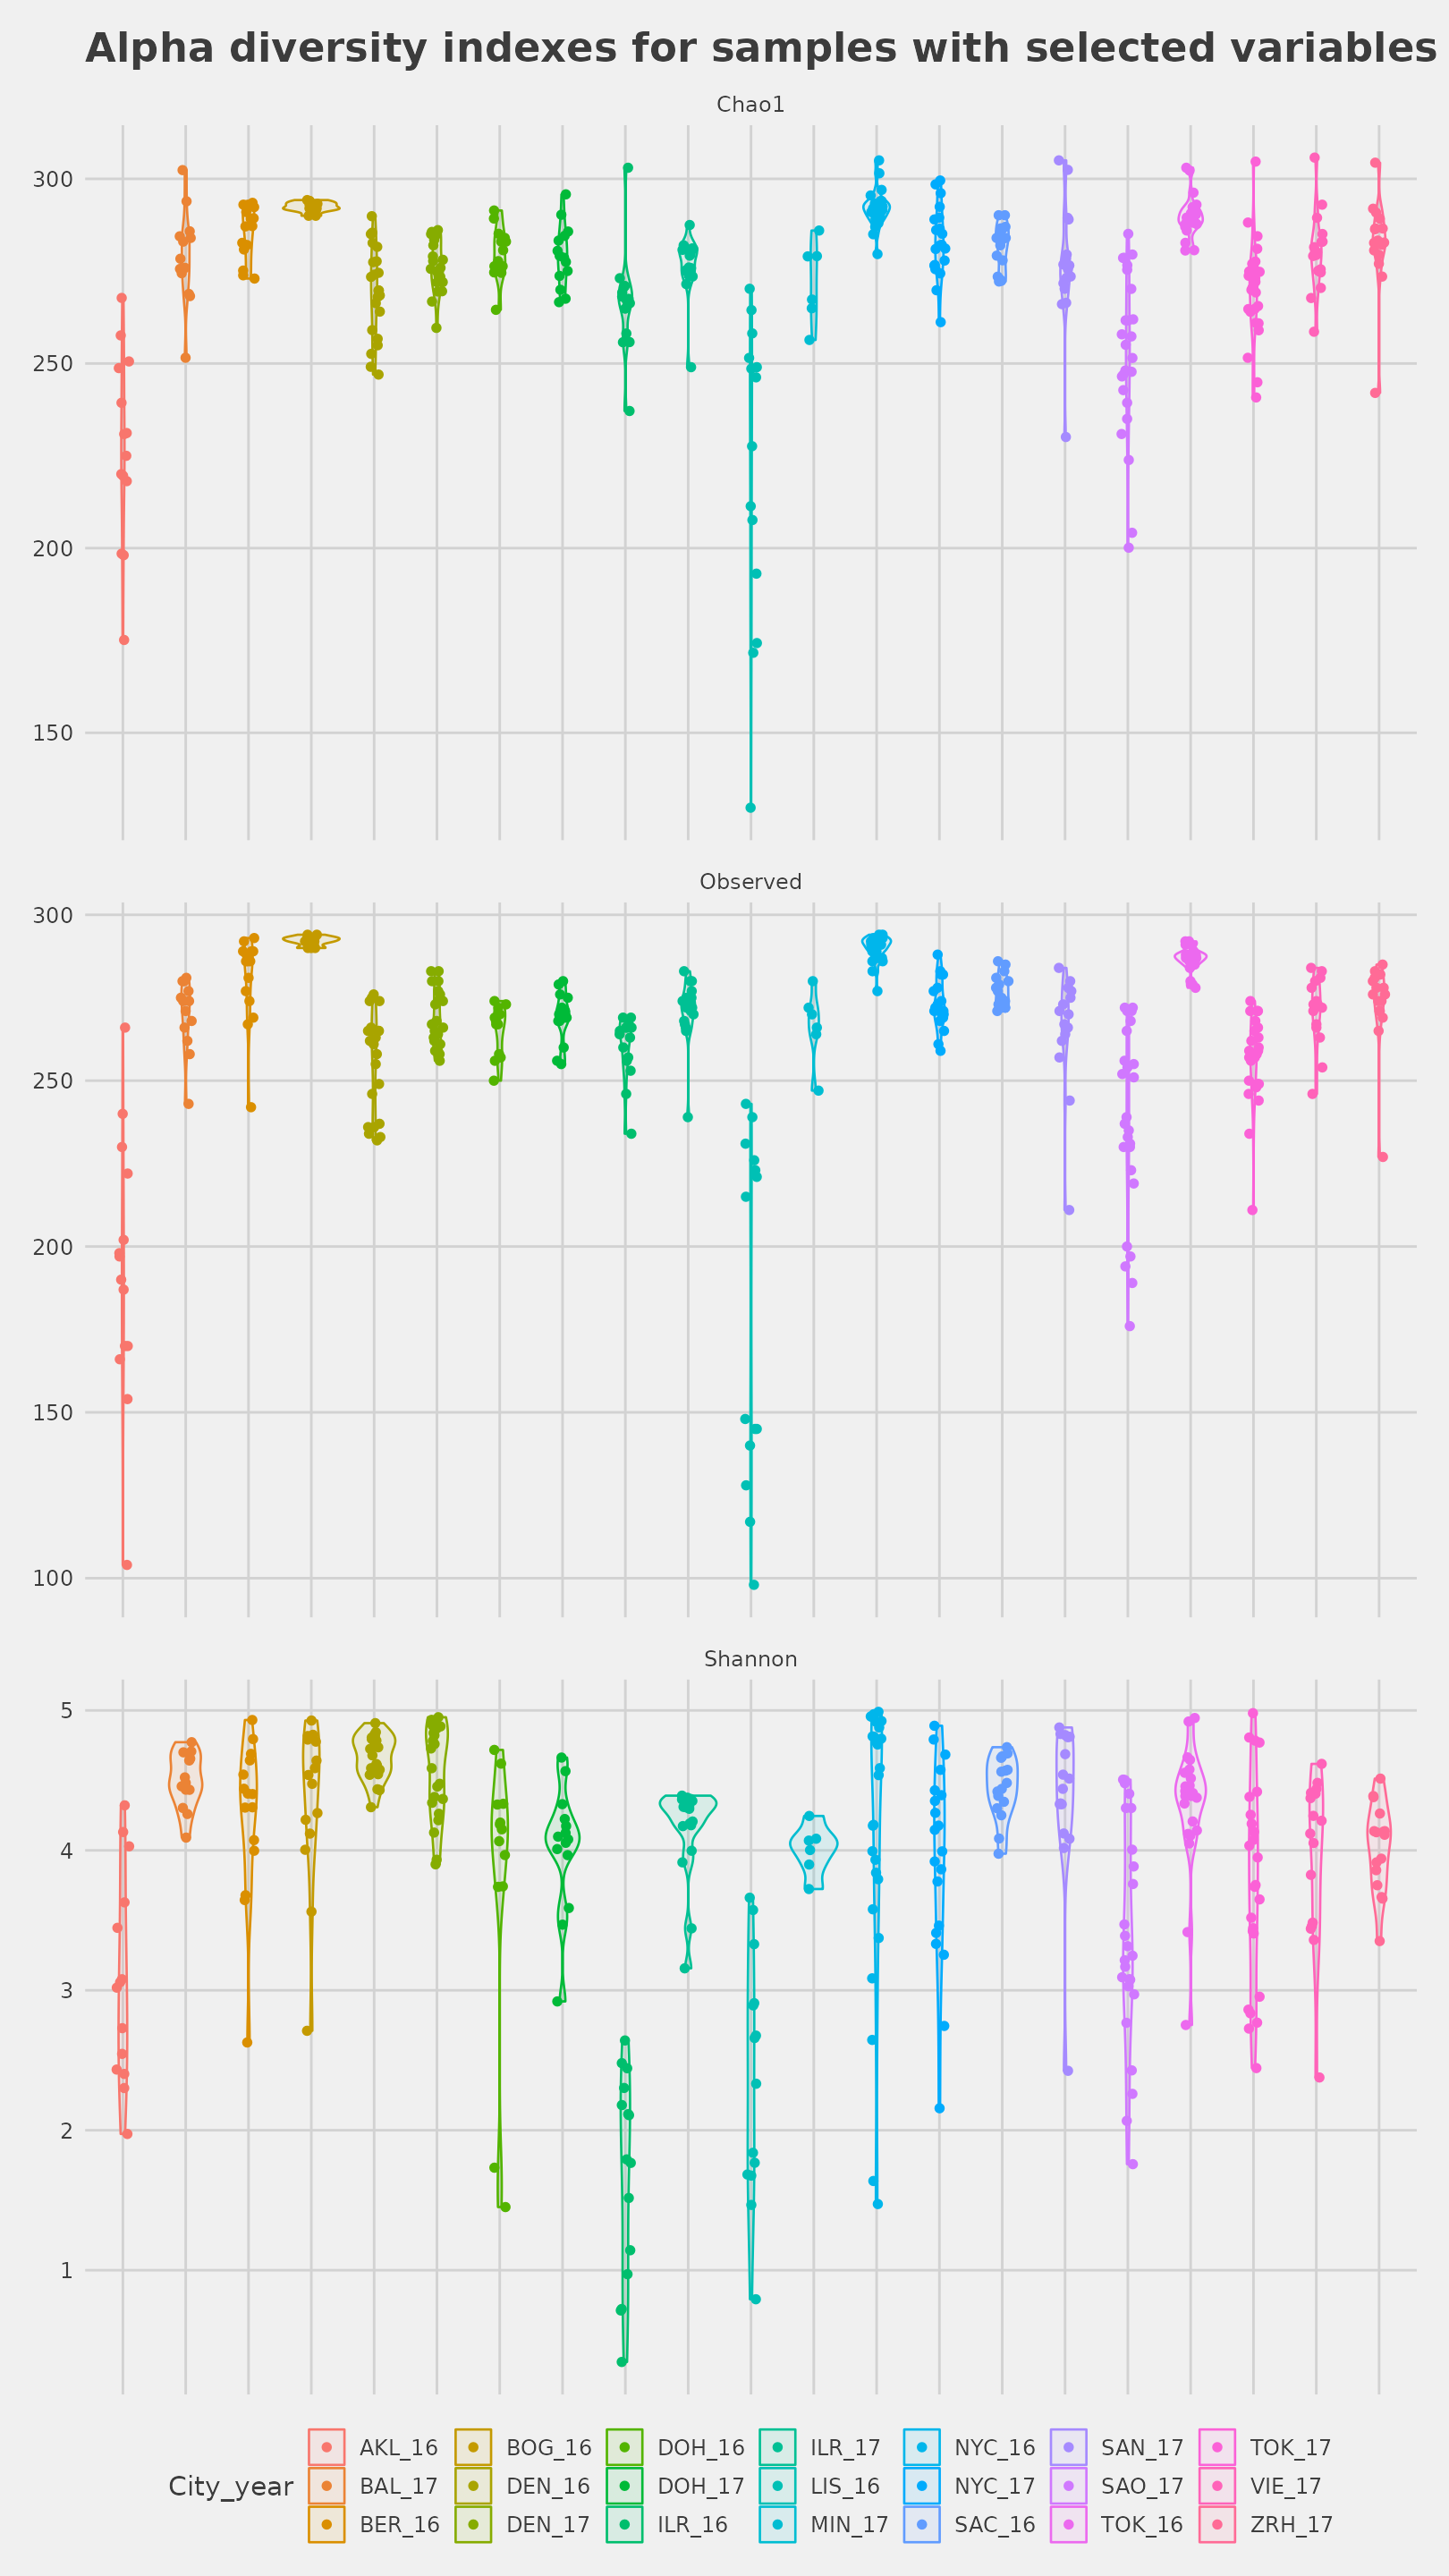 Alpha diversity indexes for samples with selected variables
Chao1
300
250
200
150
Observed
300
250
200
150
100
Shannon
5
4
3
2
1
AKL_16 BOG_16 DOH_16 ILR_17 NYC_16 SAN_17 TOK_17
City_year BAL_17 DEN_16 DOH_17 LIS_16 NYC_17 SAO_17 VIE_17
BER_16 DEN_17 ILR_16 MIN_17 SAC_16 TOK_16 ZRH_17